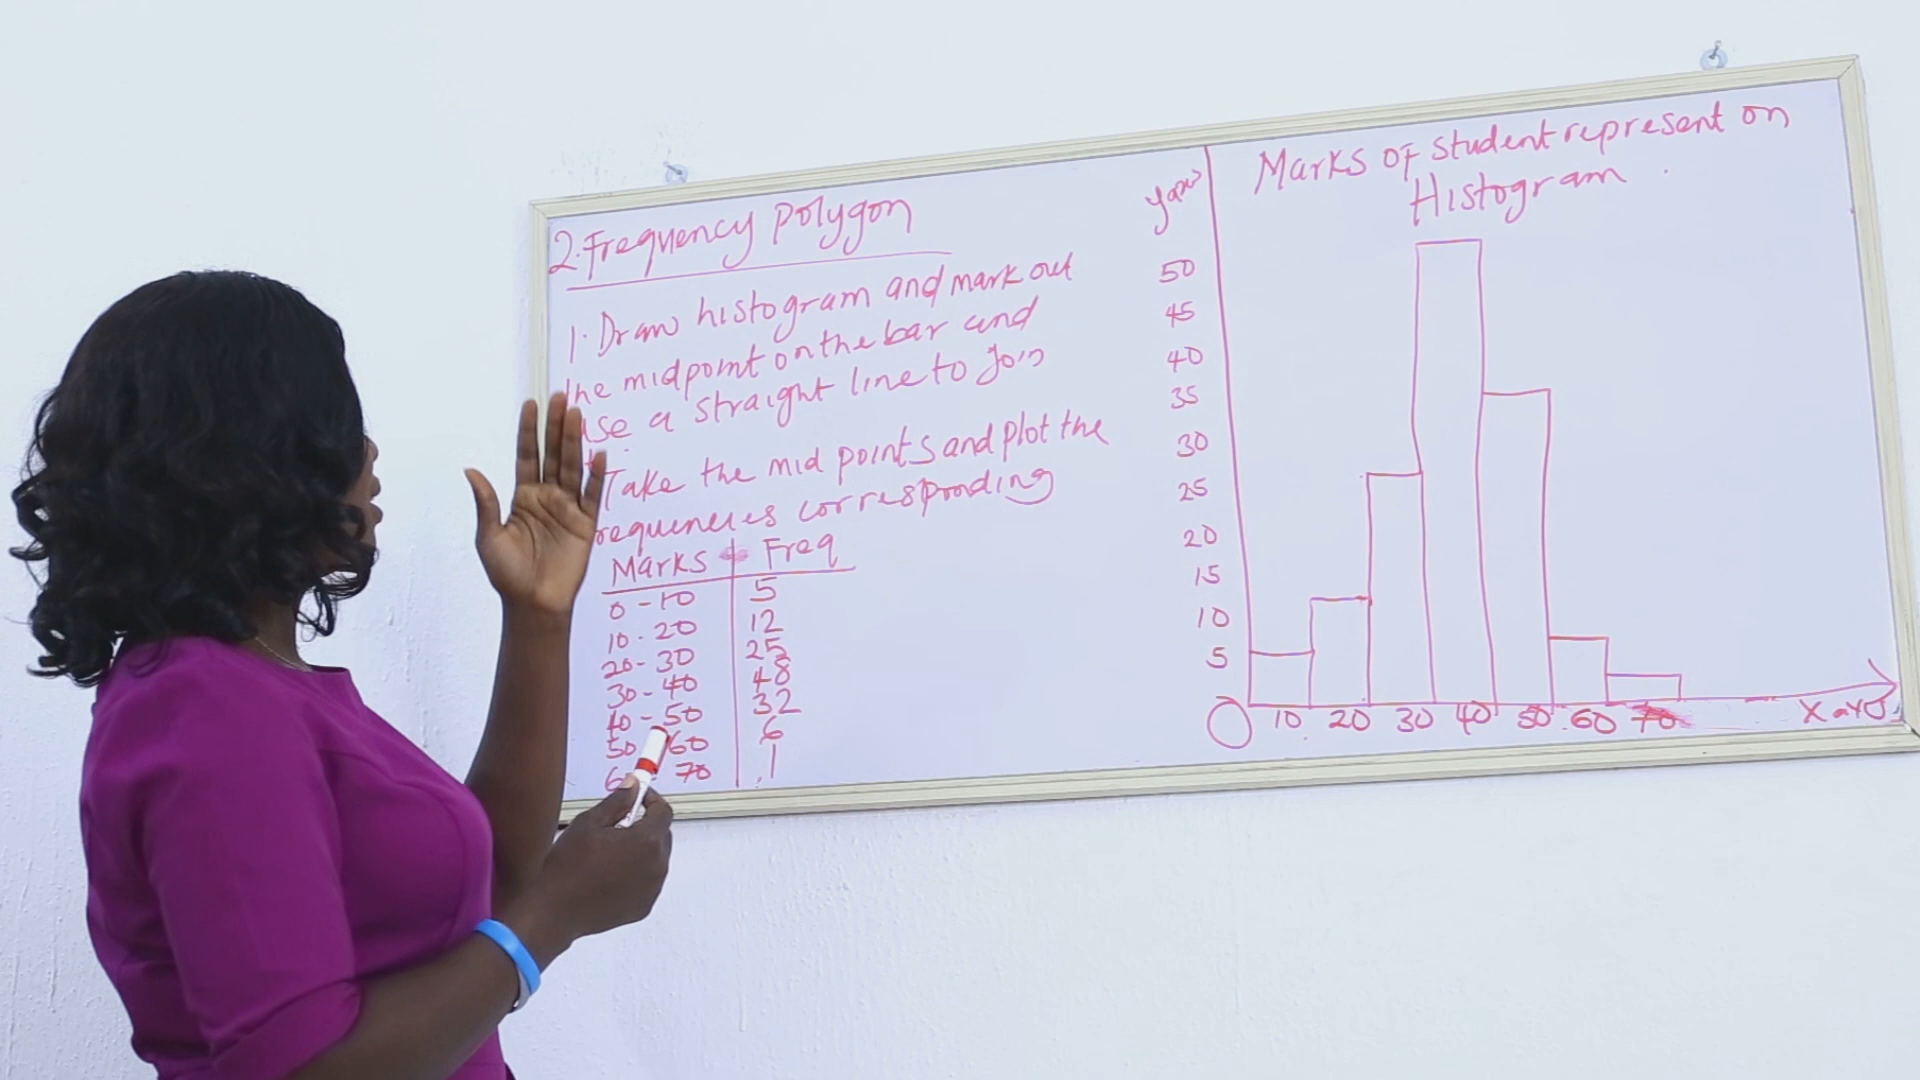 2. Frequency polygon
1. Draw histogram and mark out
the midpoint on the bar and
use a straight line to join
Take the mid points and plot the
requencies corresponding
Marks Freq
0 - 10 5
10 - 20 12
20 - 30 25
30 - 40 48
40 - 50 32
50 60 6
6 70 1
Marks of student represent on
Histogram
y axis
50
45
40
35
30
25
20
15
10
5
0 10 20 30 40 50 60 70 X axis